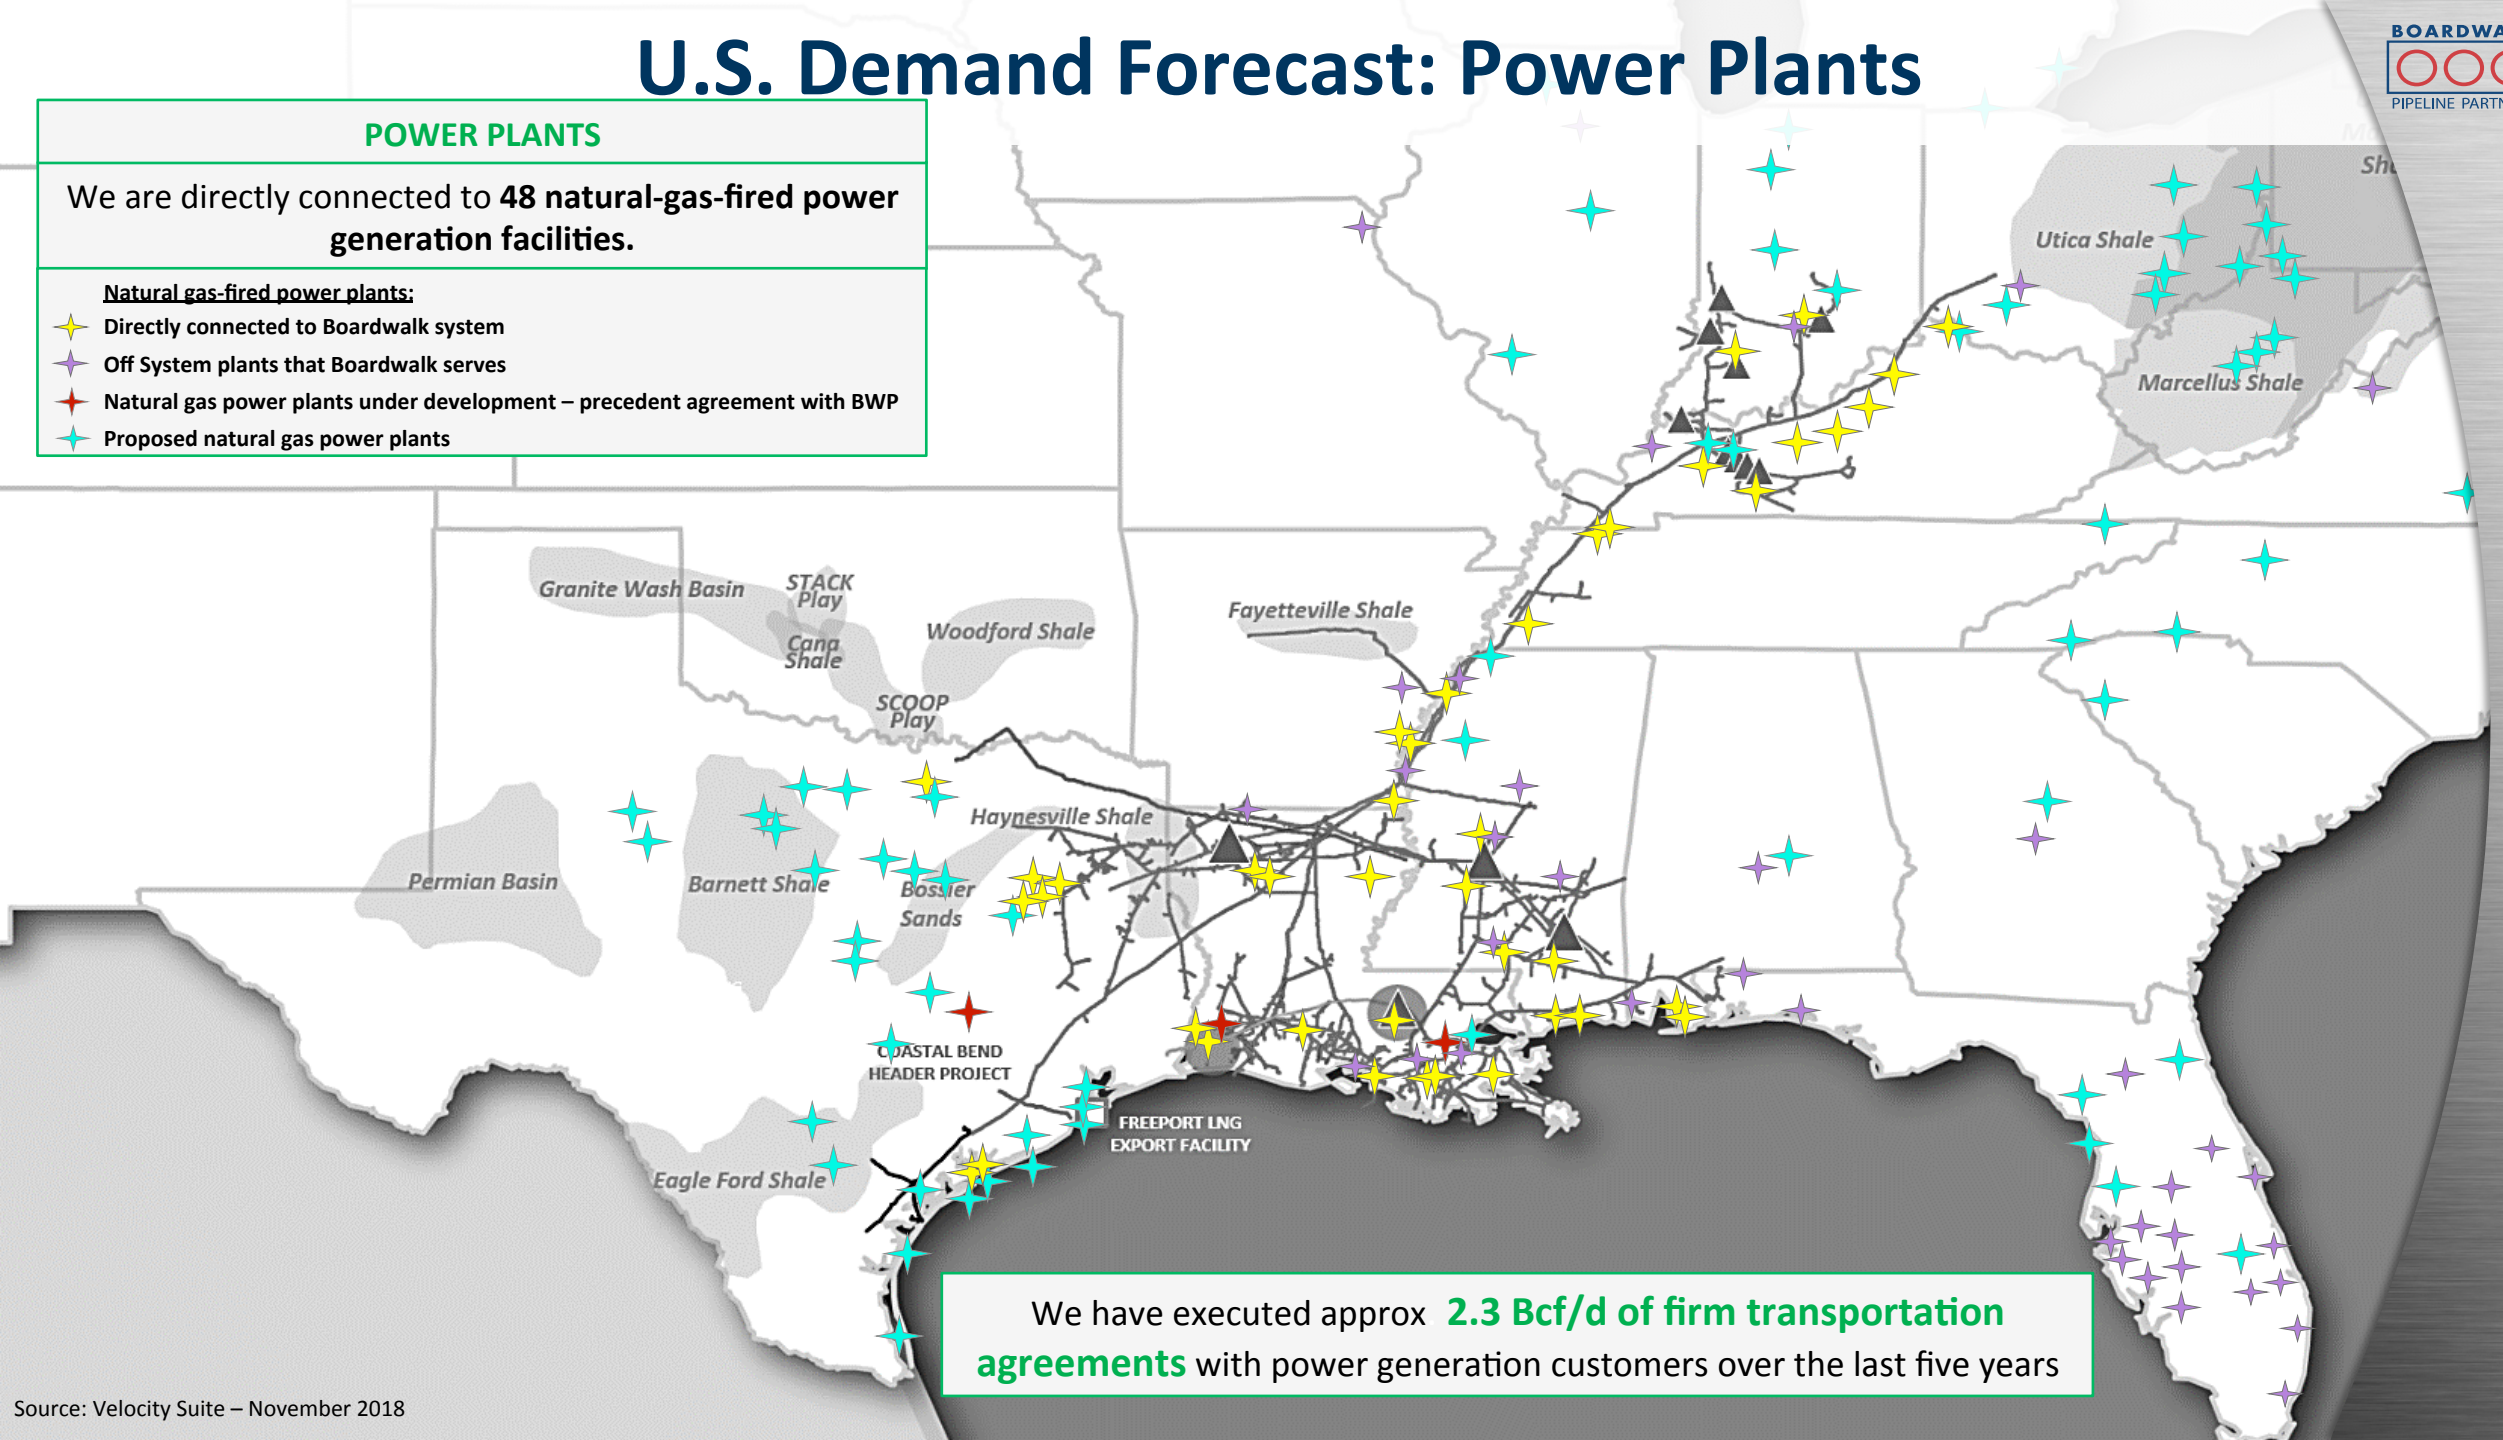 U.S. Demand Forecast: Power Plants
BOARDWA
PIPELINE PARTN
POWER PLANTS
We are directly connected to 48 natural-gas-fired power
generation facilities.
Natural gas-fired power plants:
Directly connected to Boardwalk system
Off System plants that Boardwalk serves
Natural gas power plants under development – precedent agreement with BWP
Proposed natural gas power plants
Utica Shale
Marcellus Shale
Granite Wash Basin
STACK
Play
Cana
Shale
Woodford Shale
SCOOP
Play
Fayetteville Shale
Haynesville Shale
Permian Basin
Barnett Shale
Bossier
Sands
COASTAL BEND
HEADER PROJECT
FREEPORT LNG
EXPORT FACILITY
Eagle Ford Shale
We have executed approx. 2.3 Bcf/d of firm transportation
agreements with power generation customers over the last five years
Source: Velocity Suite – November 2018